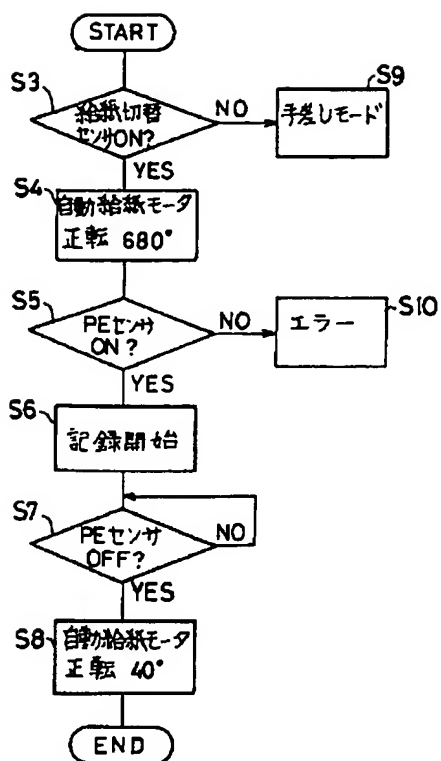 START
S3
給紙切替
センサON?
NO
S9
手差しモード
YES
S4
自動給紙モータ
正転 680°
S5
PEセンサ
ON?
NO
S10
エラー
YES
S6
記録開始
S7
PEセンサ
OFF?
NO
YES
S8
自動給紙モータ
正転 40°
END